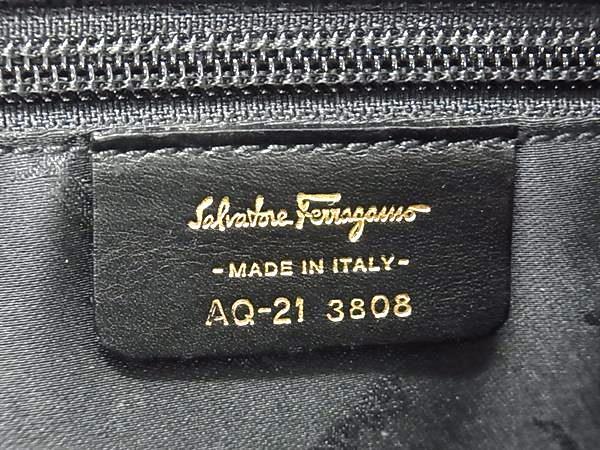 Salvatore Ferragamo
- MADE IN ITALY -
AQ-21 3808